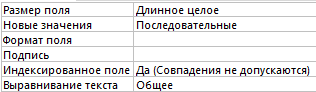 Размер поля Длинное целое
Новые значения Последовательные
Формат поля
Подпись
Индексированное поле Да (Совпадения не допускаются)
Выравнивание текста Общее